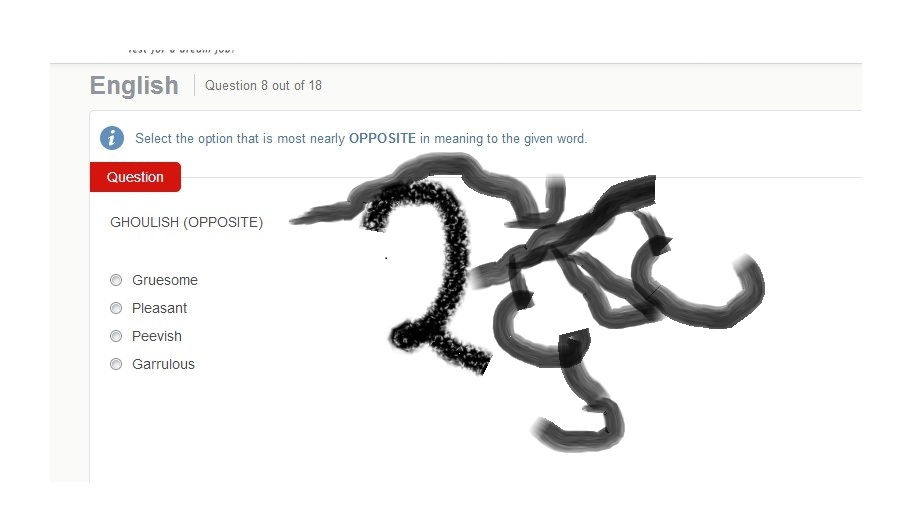 English
Question 8 out of 18
Select the option that is most nearly OPPOSITE in meaning to the given word.
Question
GHOULISH (OPPOSITE)
Gruesome
Pleasant
Peevish
Garrulous